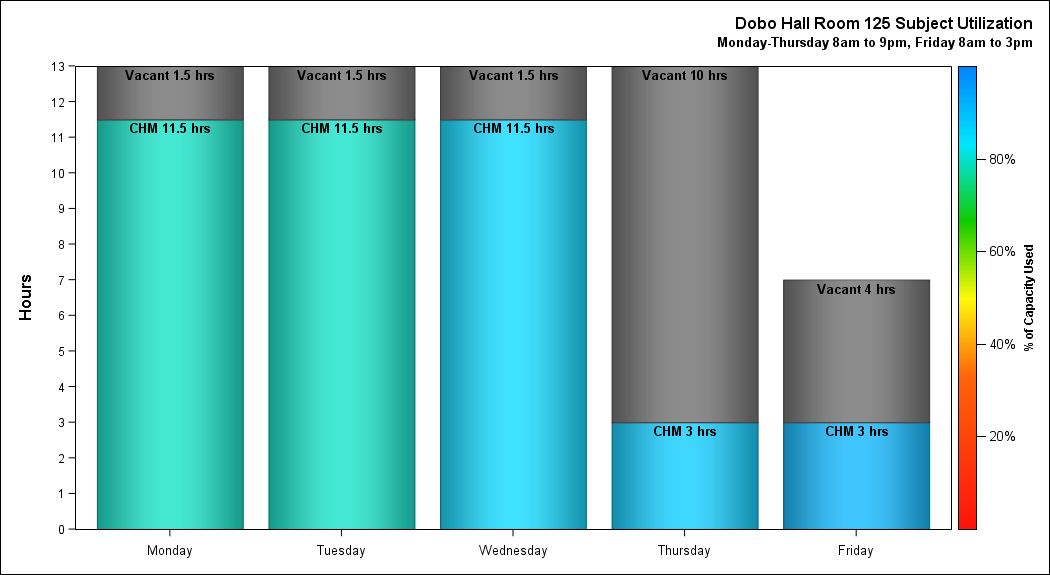 Dobo Hall Room 125 Subject Utilization
Monday-Thursday 8am to 9pm, Friday 8am to 3pm
Hours
13
12
11
10
9
8
7
6
5
4
3
2
1
0
Vacant 1.5 hrs
CHM 11.5 hrs
Vacant 1.5 hrs
CHM 11.5 hrs
Vacant 1.5 hrs
CHM 11.5 hrs
Vacant 10 hrs
CHM 3 hrs
Vacant 4 hrs
CHM 3 hrs
Monday
Tuesday
Wednesday
Thursday
Friday
80%
60%
40%
20%
% of Capacity Used